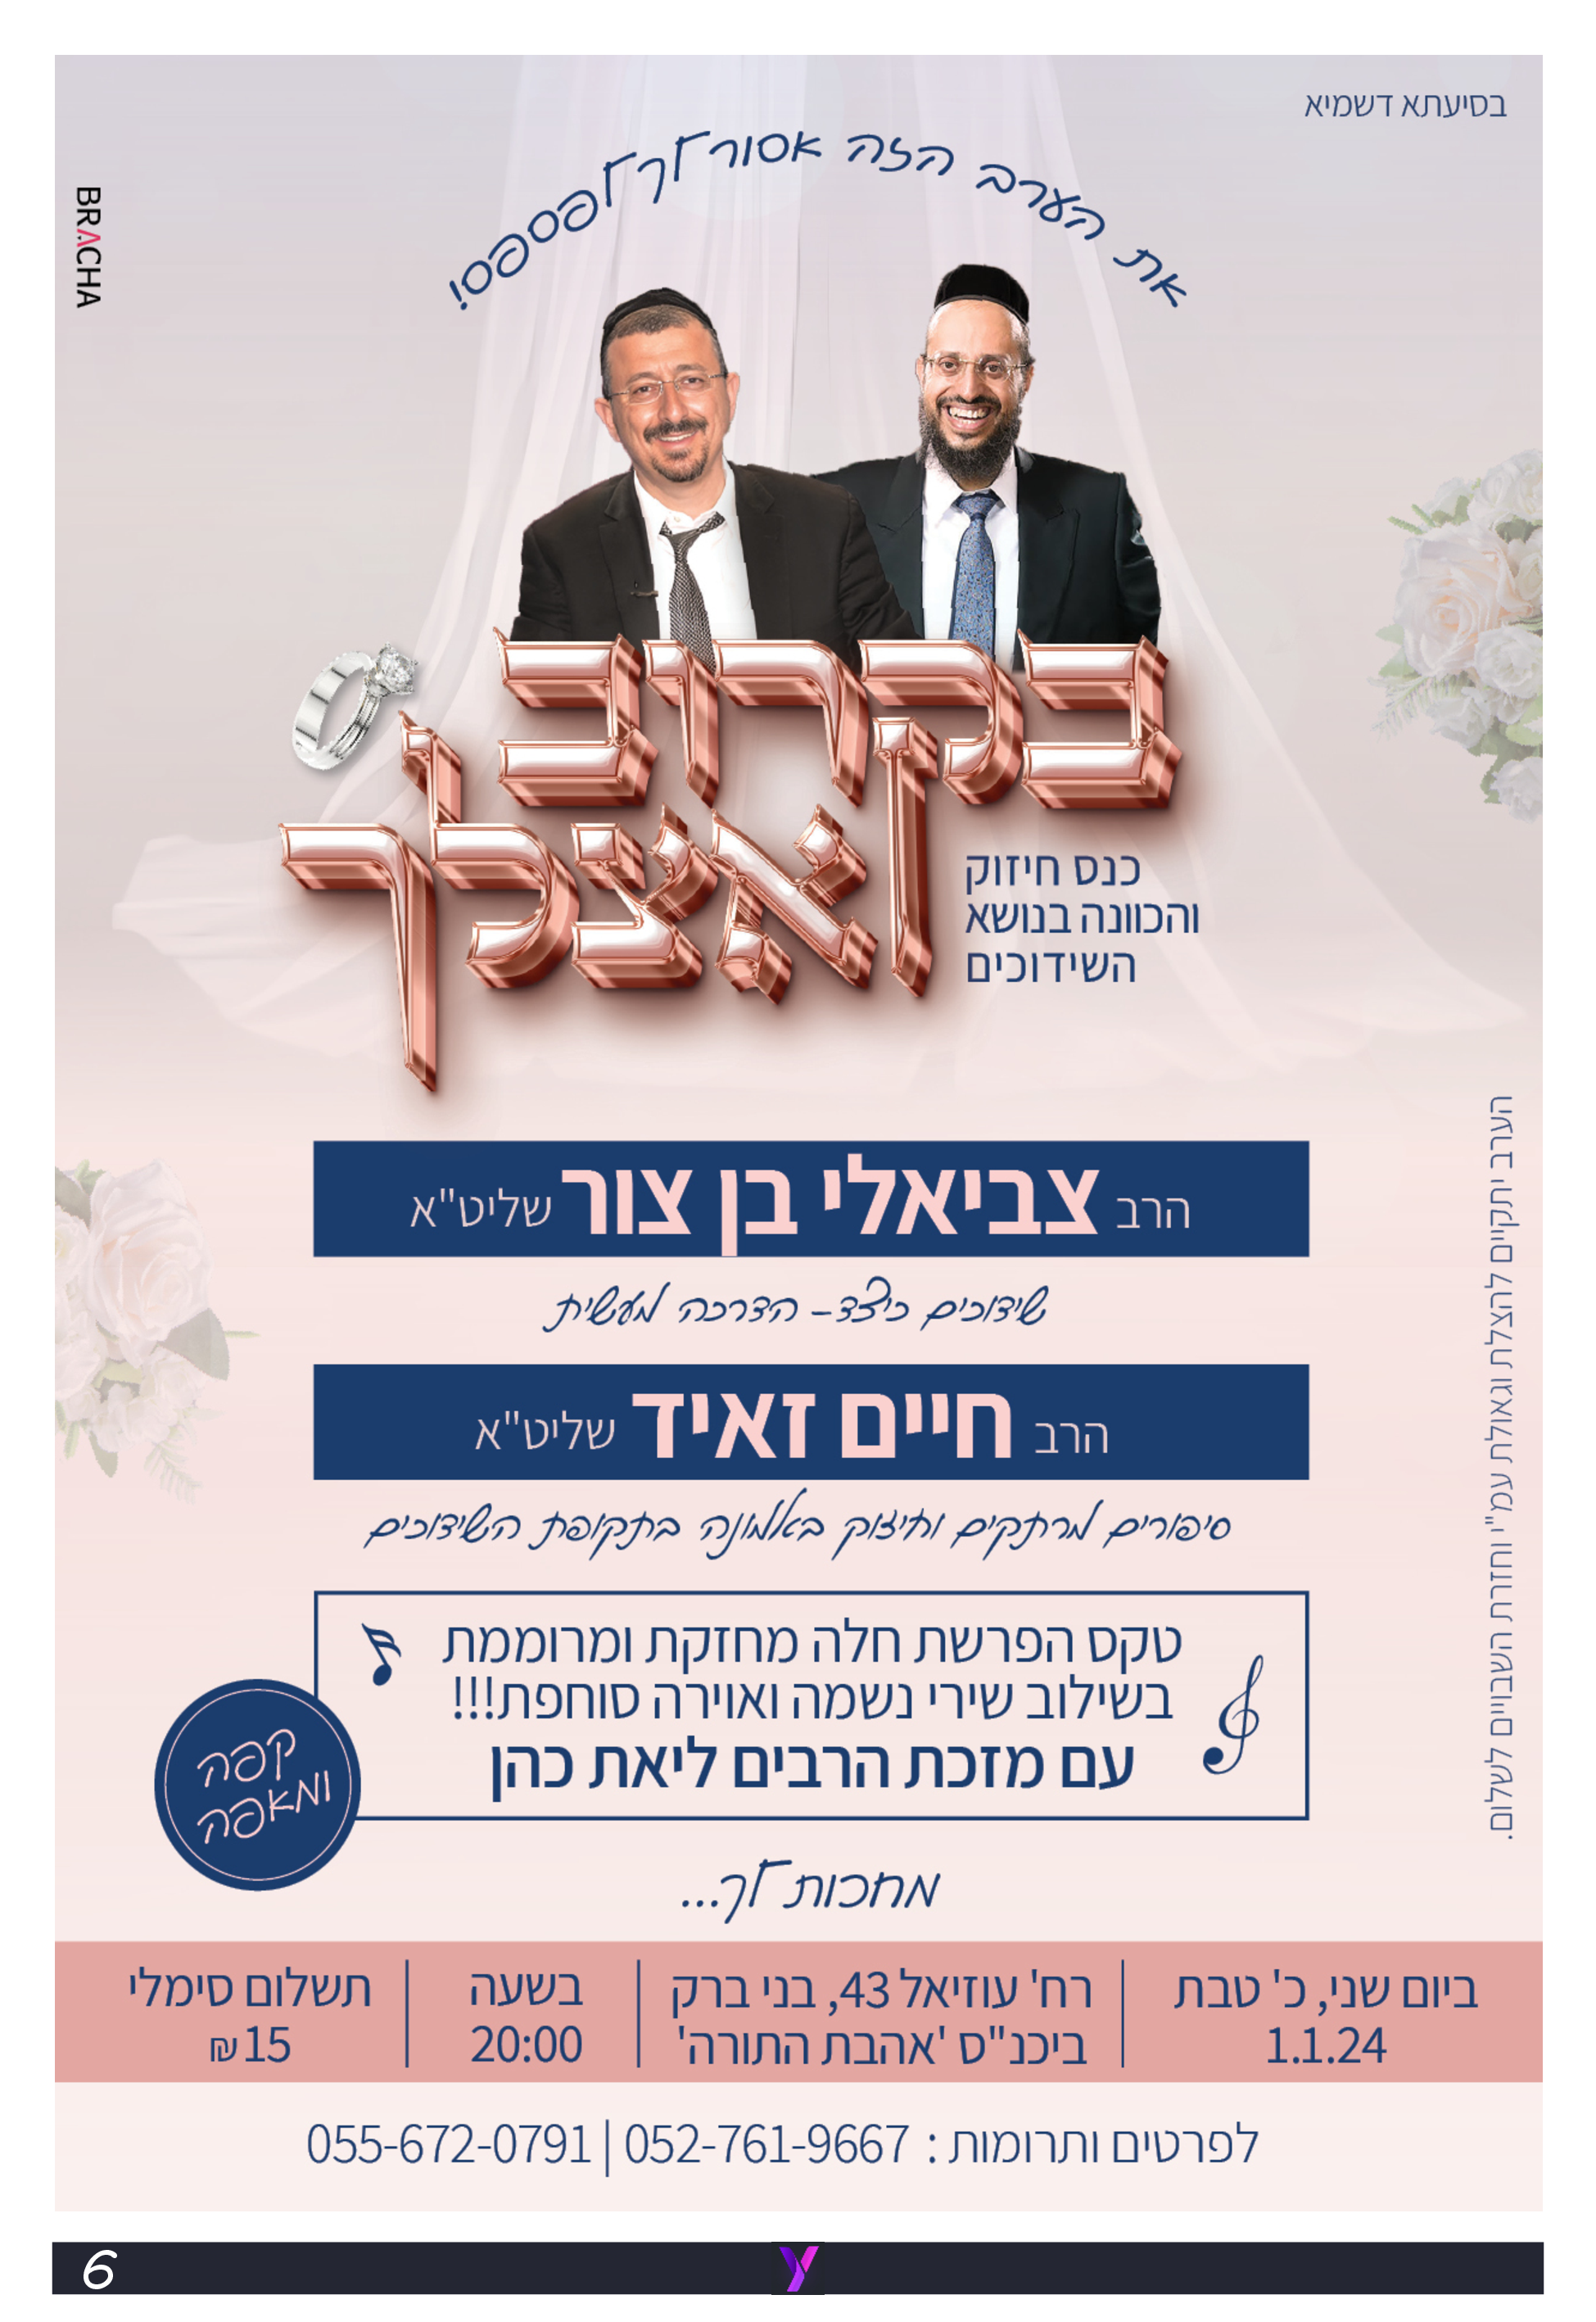 בסיעתא דשמיא
BRACHA
את הערב הזה אסור לך לפספס!
בקרוב
אצלך
כנס חיזוק
והכוונה בנושא
השידוכים
הרב צביאלי בן צור שליט"א
שידוכים כיצד- הדרכה מעשית
הרב חיים זאיד שליט"א
סיפורים מרתקים וחיזוק באמונה בתקופת השידוכים
טקס הפרשת חלה מחזקת ומרוממת
בשילוב שירי נשמה ואוירה סוחפת!!!
עם מזכת הרבים ליאת כהן
קפה
ומאפה
מחכות לך...
הערב יתקיים להצלת וגאולת עמ"י וחזרת השבויים לשלום.
ביום שני, כ' טבת
1.1.24
רח' עוזיאל 43, בני ברק
ביכנ"ס 'אהבת התורה'
בשעה
20:00
תשלום סימלי
15 ₪
לפרטים ותרומות : 052-761-9667 | 055-672-0791
6